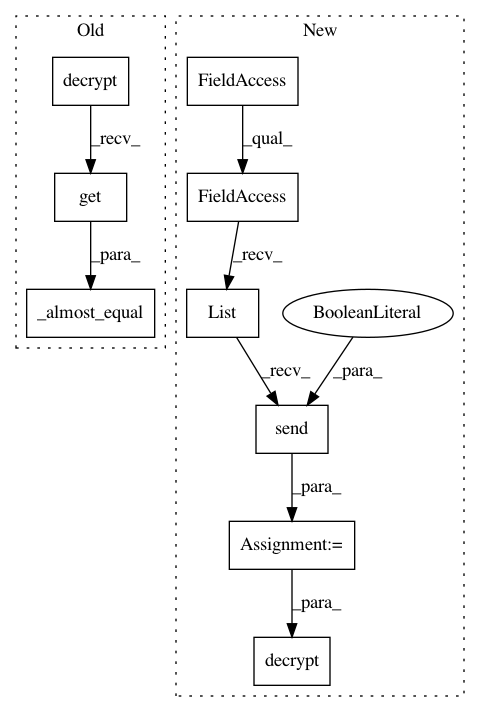 Old
New
decrypt
FieldAccess
_recv_
_qual_
get
FieldAccess
_para_
_recv_
_almost_equal
List
BooleanLiteral
_recv_
_para_
send
_para_
Assignment:=
_para_
decrypt